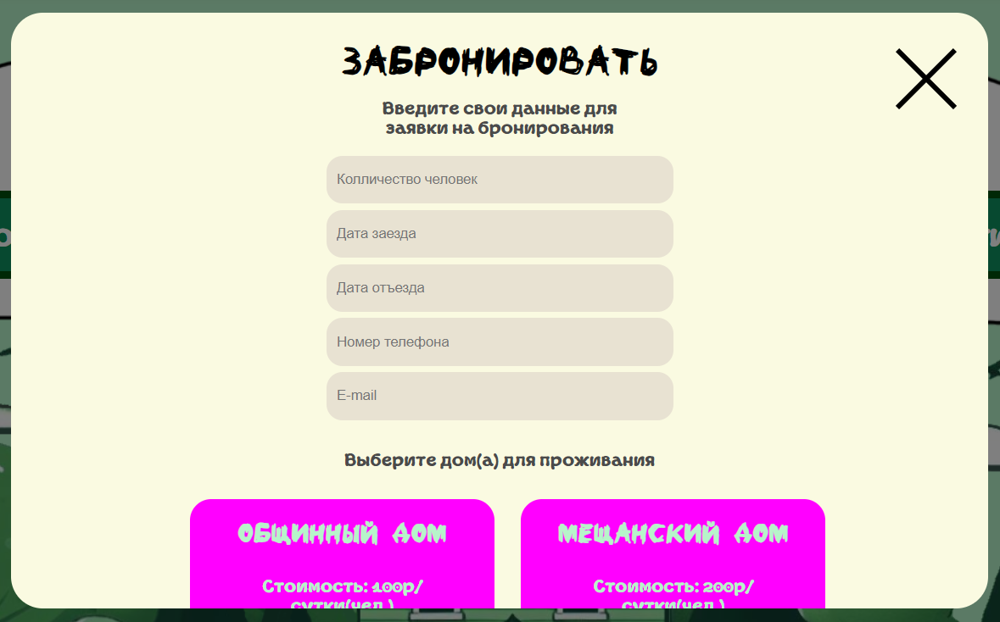 ЗАБРОНИРОВАТЬ
Введите свои данные для
заявки на бронирования
Колличество человек
Дата заезда
Дата отъезда
Номер телефона
E-mail
Выберите дом(а) для проживания
ОБЩИННЫЙ ДОМ
МЕЩАНСКИЙ ДОМ
Стоимость: 100р/
сутки(чел.)
Стоимость: 200р/
сутки(чел.)